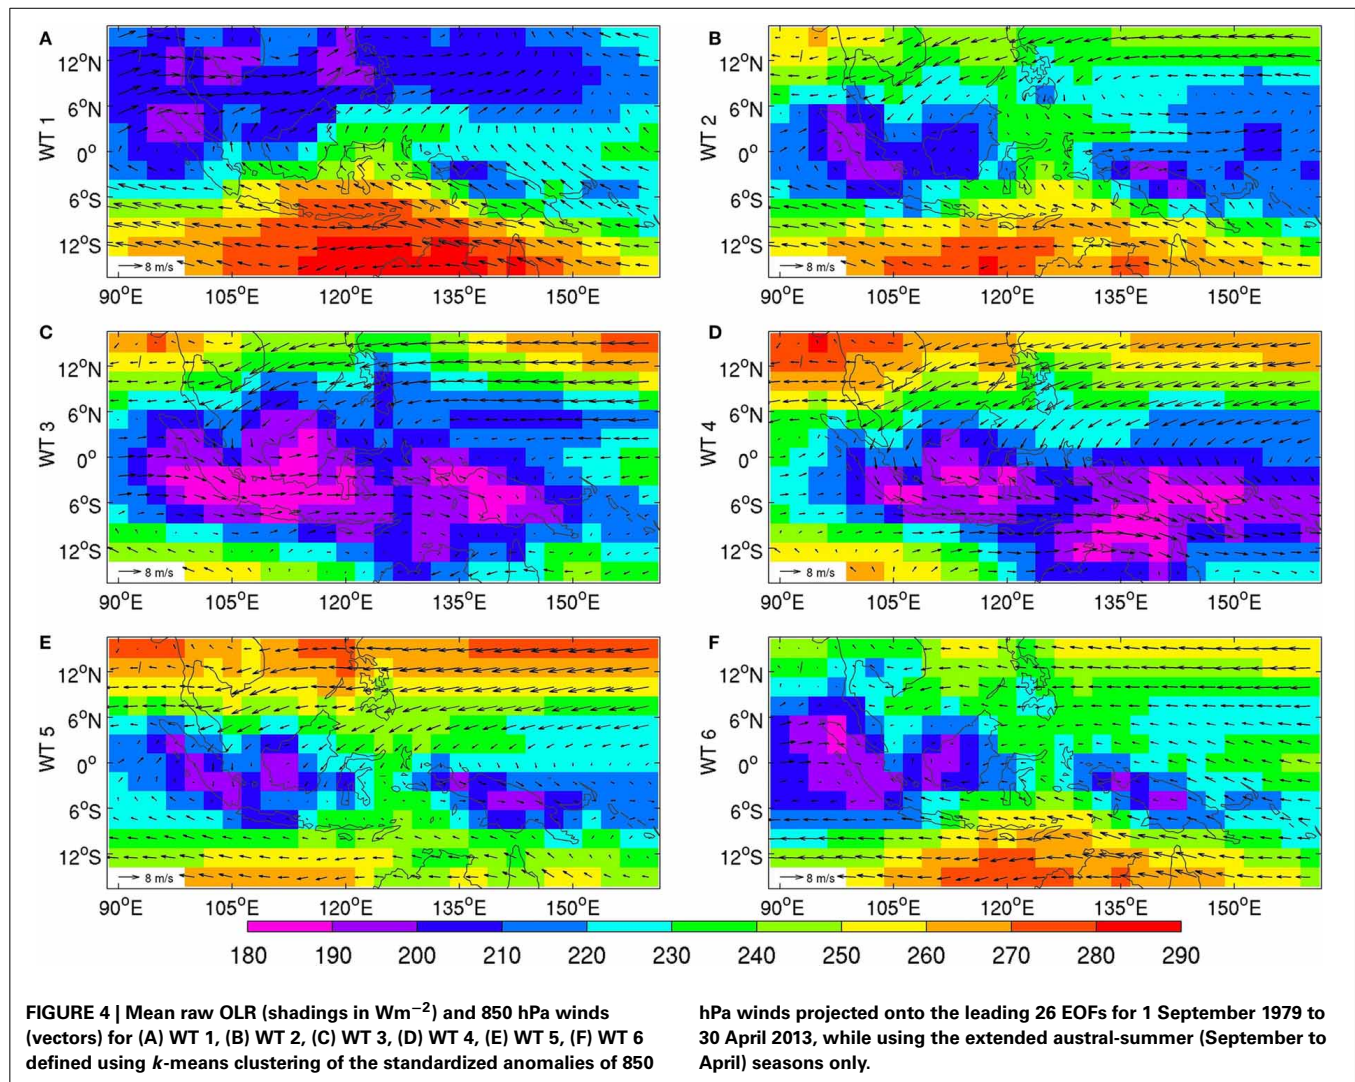 A
WT 1
12°N
6°N
0°
6°S
12°S
8 m/s
90°E 105°E 120°E 135°E 150°E
B
WT 2
12°N
6°N
0°
6°S
12°S
8 m/s
90°E 105°E 120°E 135°E 150°E
C
WT 3
12°N
6°N
0°
6°S
12°S
8 m/s
90°E 105°E 120°E 135°E 150°E
D
WT 4
12°N
6°N
0°
6°S
12°S
8 m/s
90°E 105°E 120°E 135°E 150°E
E
WT 5
12°N
6°N
0°
6°S
12°S
8 m/s
90°E 105°E 120°E 135°E 150°E
F
WT 6
12°N
6°N
0°
6°S
12°S
8 m/s
90°E 105°E 120°E 135°E 150°E
180 190 200 210 220 230 240 250 260 270 280 290
FIGURE 4 | Mean raw OLR (shadings in Wm−2) and 850 hPa winds
(vectors) for (A) WT 1, (B) WT 2, (C) WT 3, (D) WT 4, (E) WT 5, (F) WT 6
defined using k-means clustering of the standardized anomalies of 850
hPa winds projected onto the leading 26 EOFs for 1 September 1979 to
30 April 2013, while using the extended austral-summer (September to
April) seasons only.